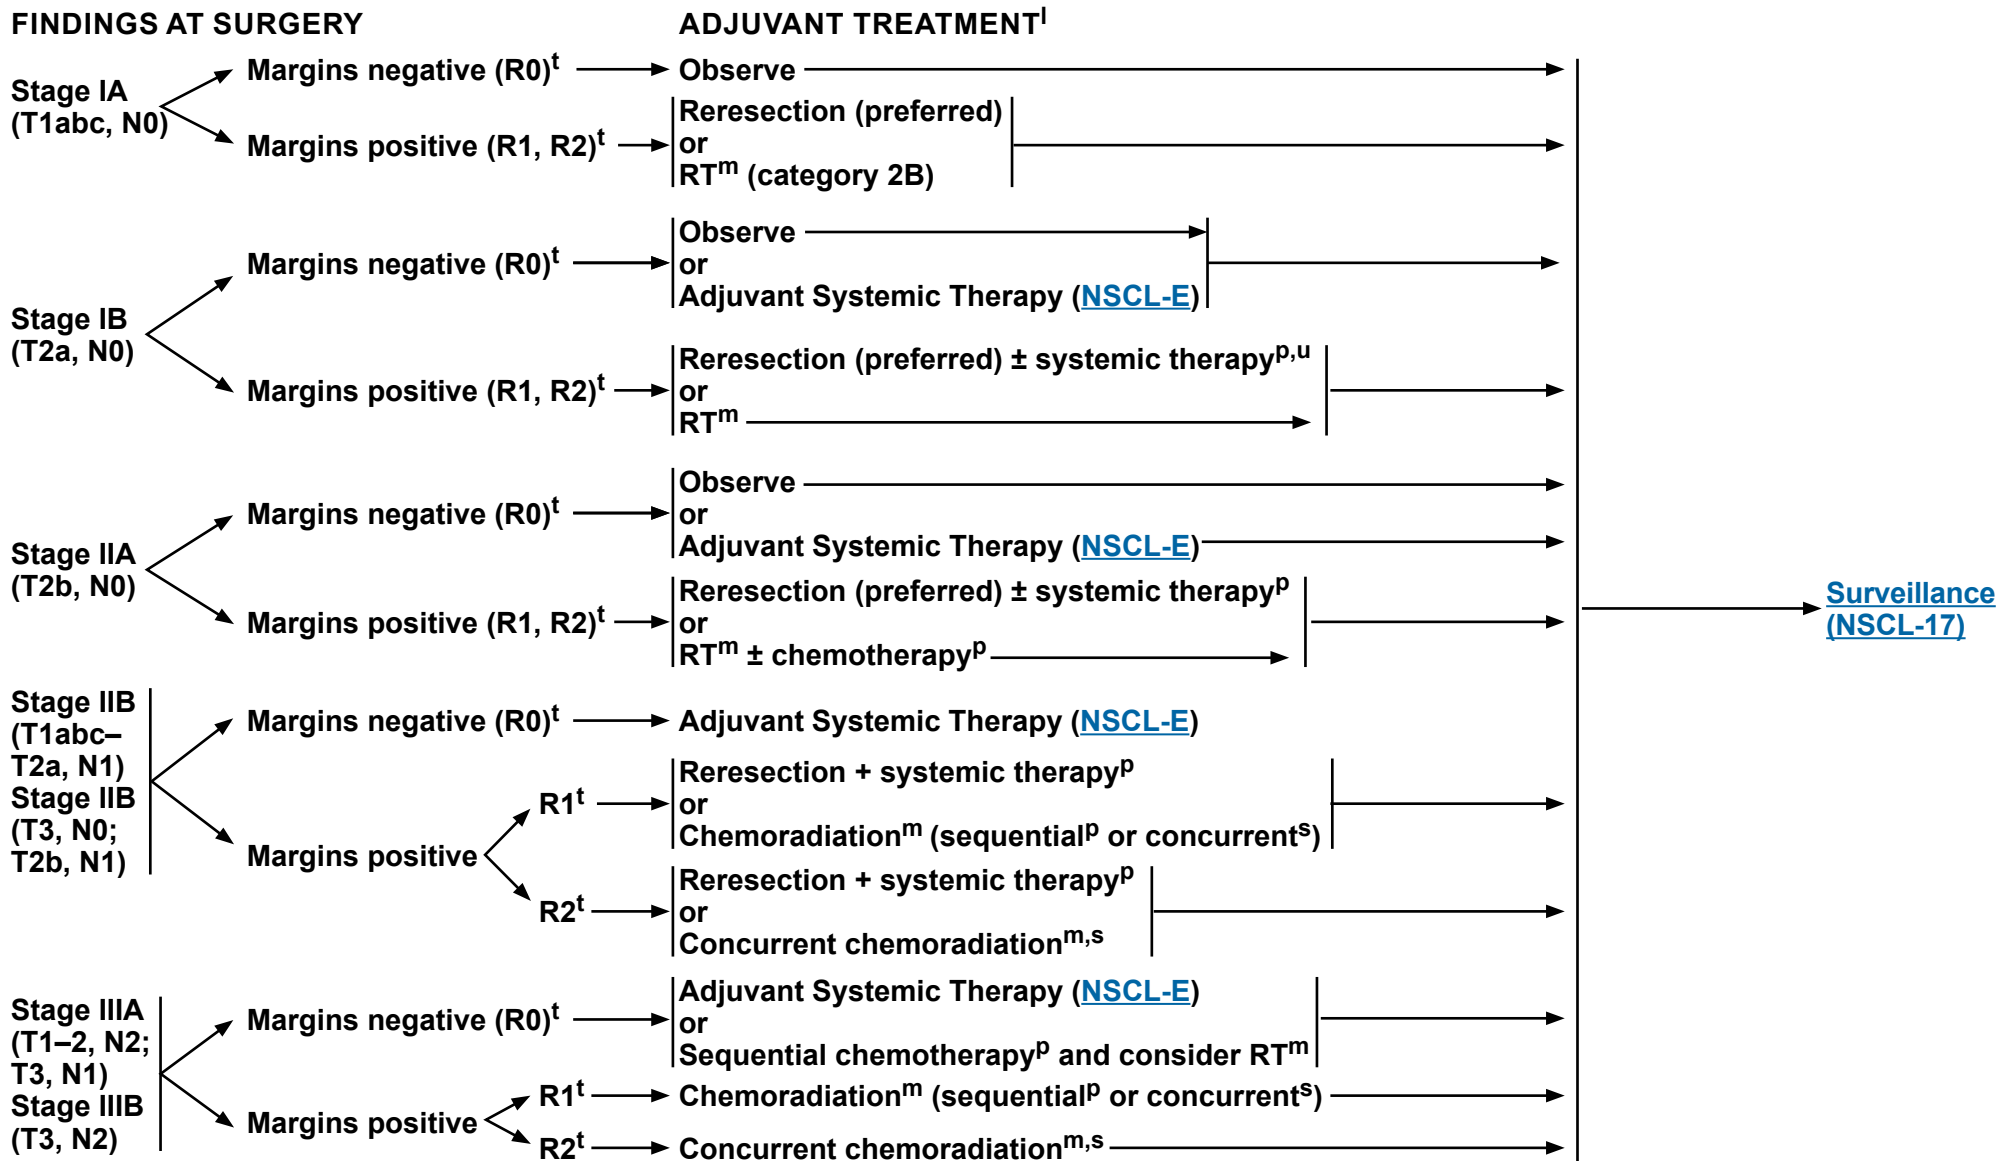 FINDINGS AT SURGERY
ADJUVANT TREATMENTl
Stage IA
(T1abc, N0)
Margins negative (R0)t
Observe
Margins positive (R1, R2)t
Reresection (preferred)
or
RTm (category 2B)
Stage IB
(T2a, N0)
Margins negative (R0)t
Observe
or
Adjuvant Systemic Therapy (NSCL-E)
Margins positive (R1, R2)t
Reresection (preferred) ± systemic therapyp,u
or
RTm
Stage IIA
(T2b, N0)
Margins negative (R0)t
Observe
or
Adjuvant Systemic Therapy (NSCL-E)
Margins positive (R1, R2)t
Reresection (preferred) ± systemic therapyp
or
RTm ± chemotherapyp
Stage IIB
(T1abc–
T2a, N1)
Stage IIB
(T3, N0;
T2b, N1)
Margins negative (R0)t
Adjuvant Systemic Therapy (NSCL-E)
Margins positive
R1t
Reresection + systemic therapyp
or
Chemoradiationm (sequentialp or concurrents)
R2t
Reresection + systemic therapyp
or
Concurrent chemoradiationm,s
Stage IIIA
(T1–2, N2;
T3, N1)
Stage IIIB
(T3, N2)
Margins negative (R0)t
Adjuvant Systemic Therapy (NSCL-E)
or
Sequential chemotherapyp and consider RTm
Margins positive
R1t
Chemoradiationm (sequentialp or concurrents)
R2t
Concurrent chemoradiationm,s
Surveillance
(NSCL-17)